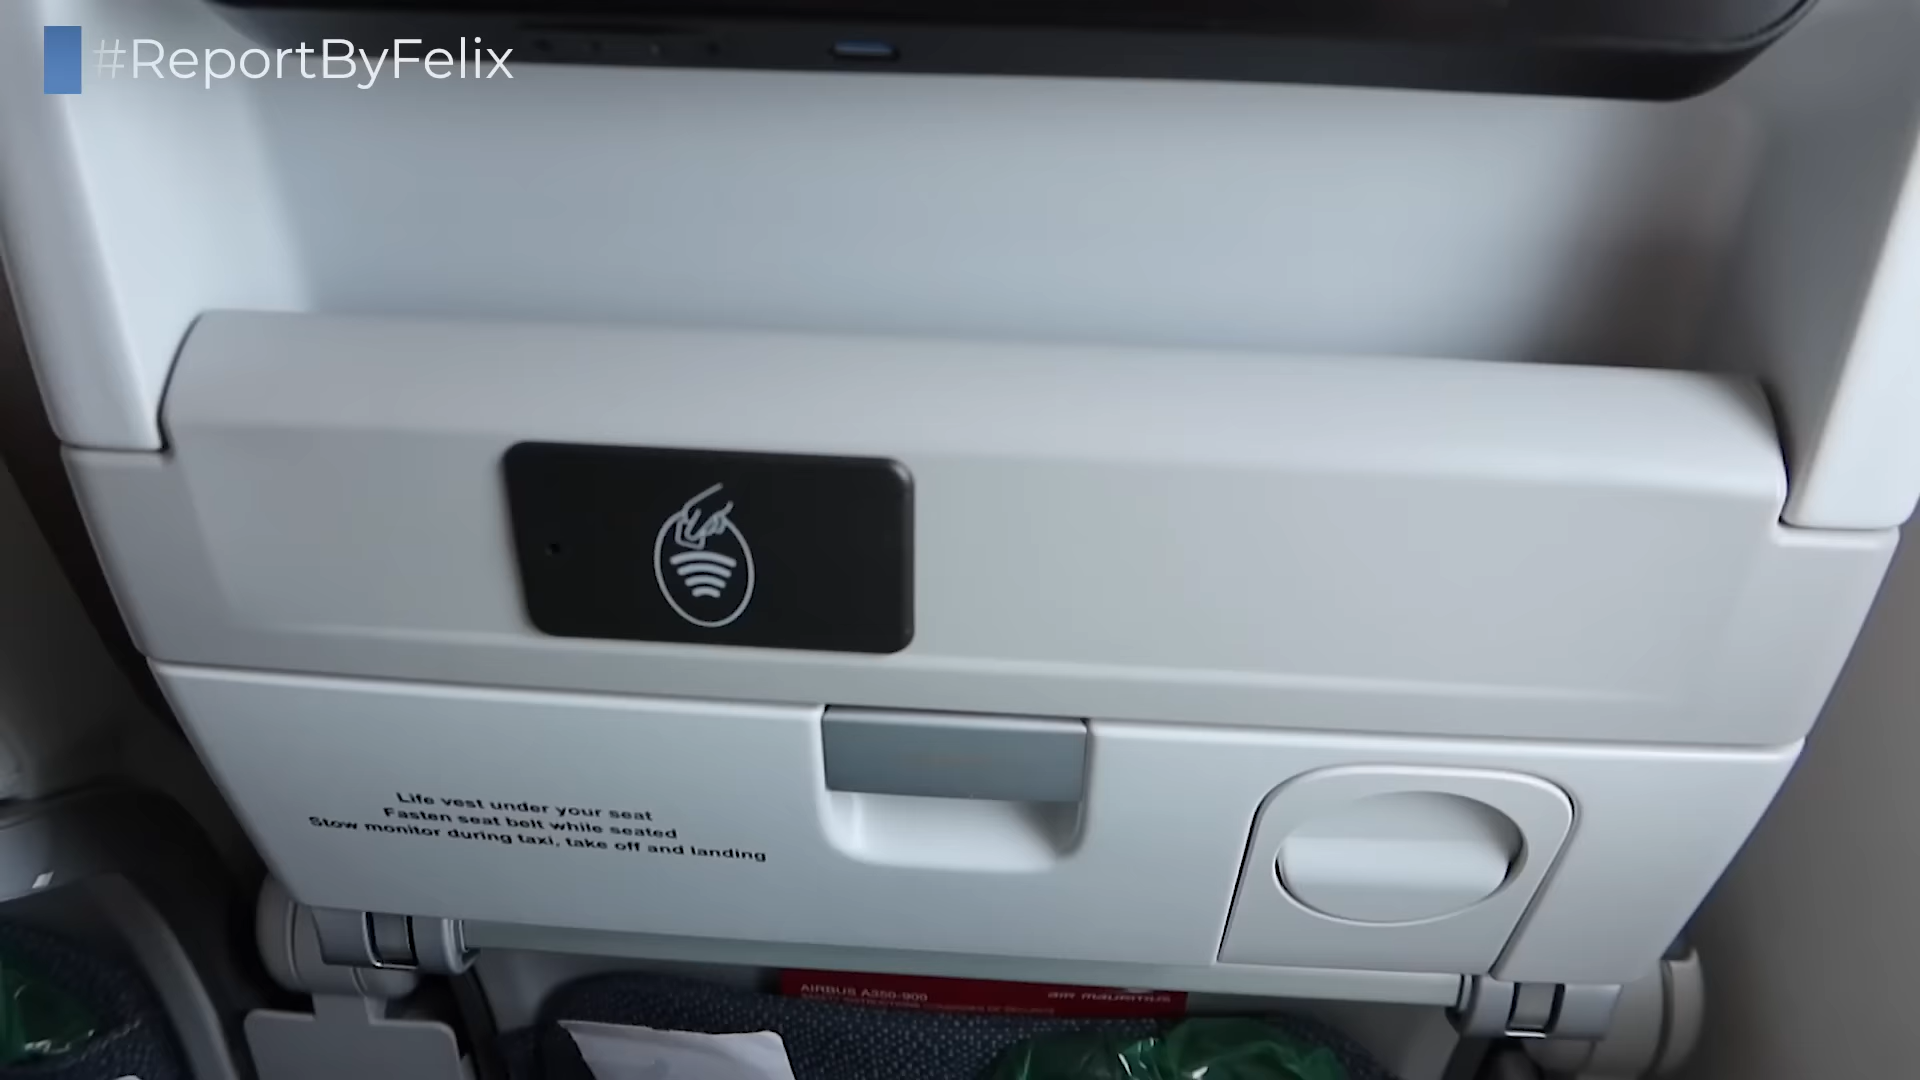 #ReportByFelix
Life vest under your seat
Fasten seat belt while seated
Stow monitor during taxi, take off and landing
AIRBUS A350-900
air mauritius